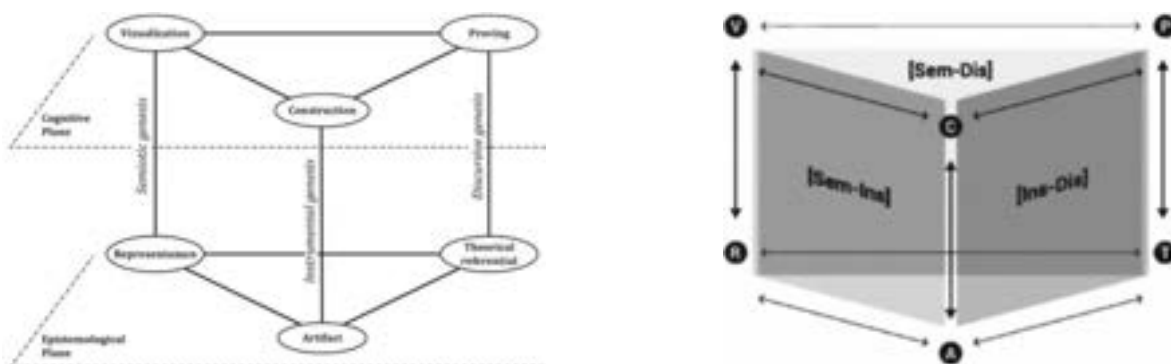 Visualization
Proving
Construction
Cognitive
Plane
Semiotic genesis
Instrumental genesis
Discursive genesis
Representamen
Theoretical
referential
Artifact
Epistemological
Plane
V
P
[Sem-Dis]
C
[Sem-Ins]
[Ins-Dis]
R
T
A